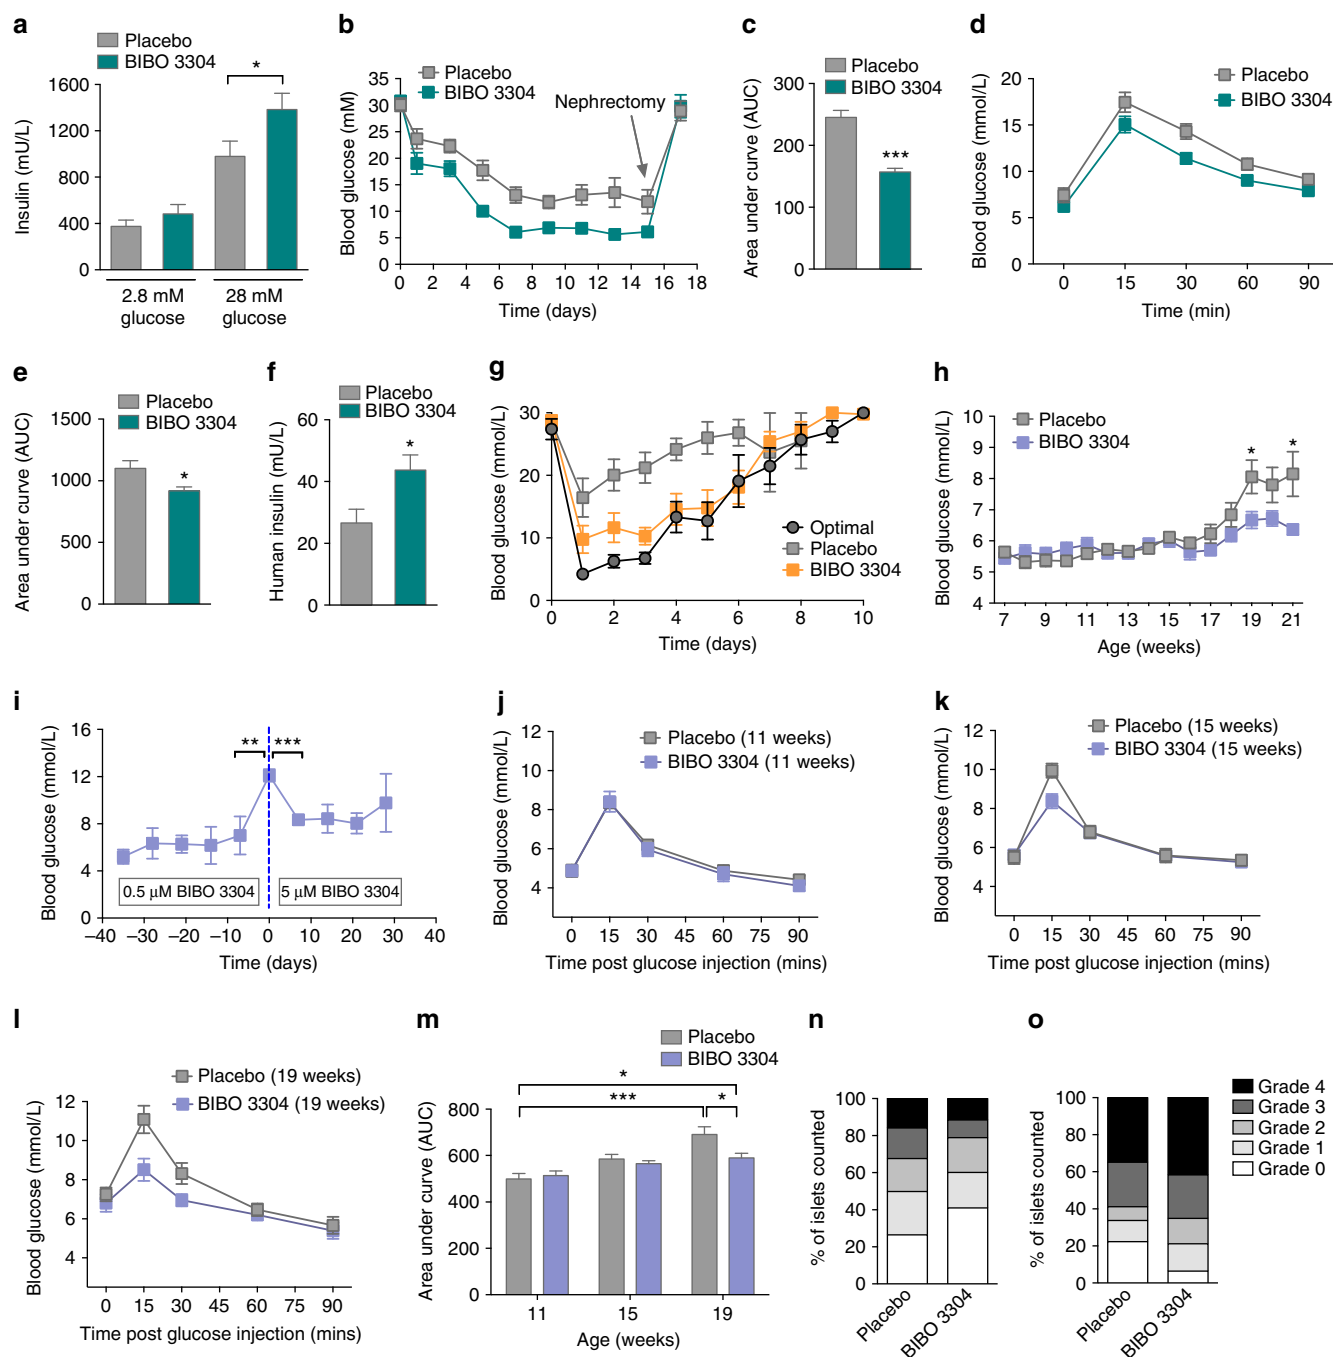 a
Placebo
BIBO 3304
*
1600
1200
800
400
0
Insulin (mU/L)
2.8 mM
glucose
28 mM
glucose
b
Placebo
BIBO 3304
Nephrectomy
35
30
25
20
15
10
5
0
Blood glucose (mM)
0 2 4 6 8 10 12 14 16 18
Time (days)
c
Placebo
BIBO 3304
***
300
200
100
0
Area under curve (AUC)
d
Placebo
BIBO 3304
20
15
10
5
0
Blood glucose (mmol/L)
0 15 30 60 90
Time (min)
e
Placebo
BIBO 3304
*
1500
1000
500
0
Area under curve (AUC)
f
Placebo
BIBO 3304
*
60
40
20
0
Human insulin (mU/L)
g
30
20
10
0
Blood glucose (mmol/L)
Optimal
Placebo
BIBO 3304
0 2 4 6 8 10
Time (days)
h
Placebo
BIBO 3304
* *
10
9
8
7
6
5
4
Blood glucose (mmol/L)
7 9 11 13 15 17 19 21
Age (weeks)
i
** ***
16
12
8
4
0
Blood glucose (mmol/L)
0.5 µM BIBO 3304
5 µM BIBO 3304
–40 –30 –20 –10 0 10 20 30 40
Time (days)
j
Placebo (11 weeks)
BIBO 3304 (11 weeks)
12
10
8
6
4
Blood glucose (mmol/L)
0 15 30 45 60 75 90
Time post glucose injection (mins)
k
Placebo (15 weeks)
BIBO 3304 (15 weeks)
12
10
8
6
4
Blood glucose (mmol/L)
0 15 30 45 60 75 90
Time post glucose injection (mins)
l
Placebo (19 weeks)
BIBO 3304 (19 weeks)
12
10
8
6
4
Blood glucose (mmol/L)
0 15 30 45 60 75 90
Time post glucose injection (mins)
m
Placebo
BIBO 3304
*
***
*
800
600
400
200
0
Area under curve (AUC)
11 15 19
Age (weeks)
n
100
80
60
40
20
0
% of islets counted
Placebo
BIBO 3304
o
100
80
60
40
20
0
% of islets counted
Placebo
BIBO 3304
Grade 4
Grade 3
Grade 2
Grade 1
Grade 0